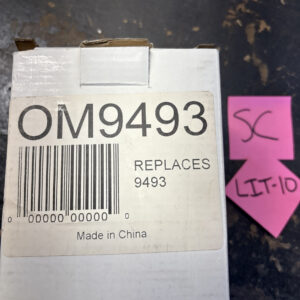 OM9493
REPLACES
9493
0 00000 00000 0
Made in China
SC
LIT-10